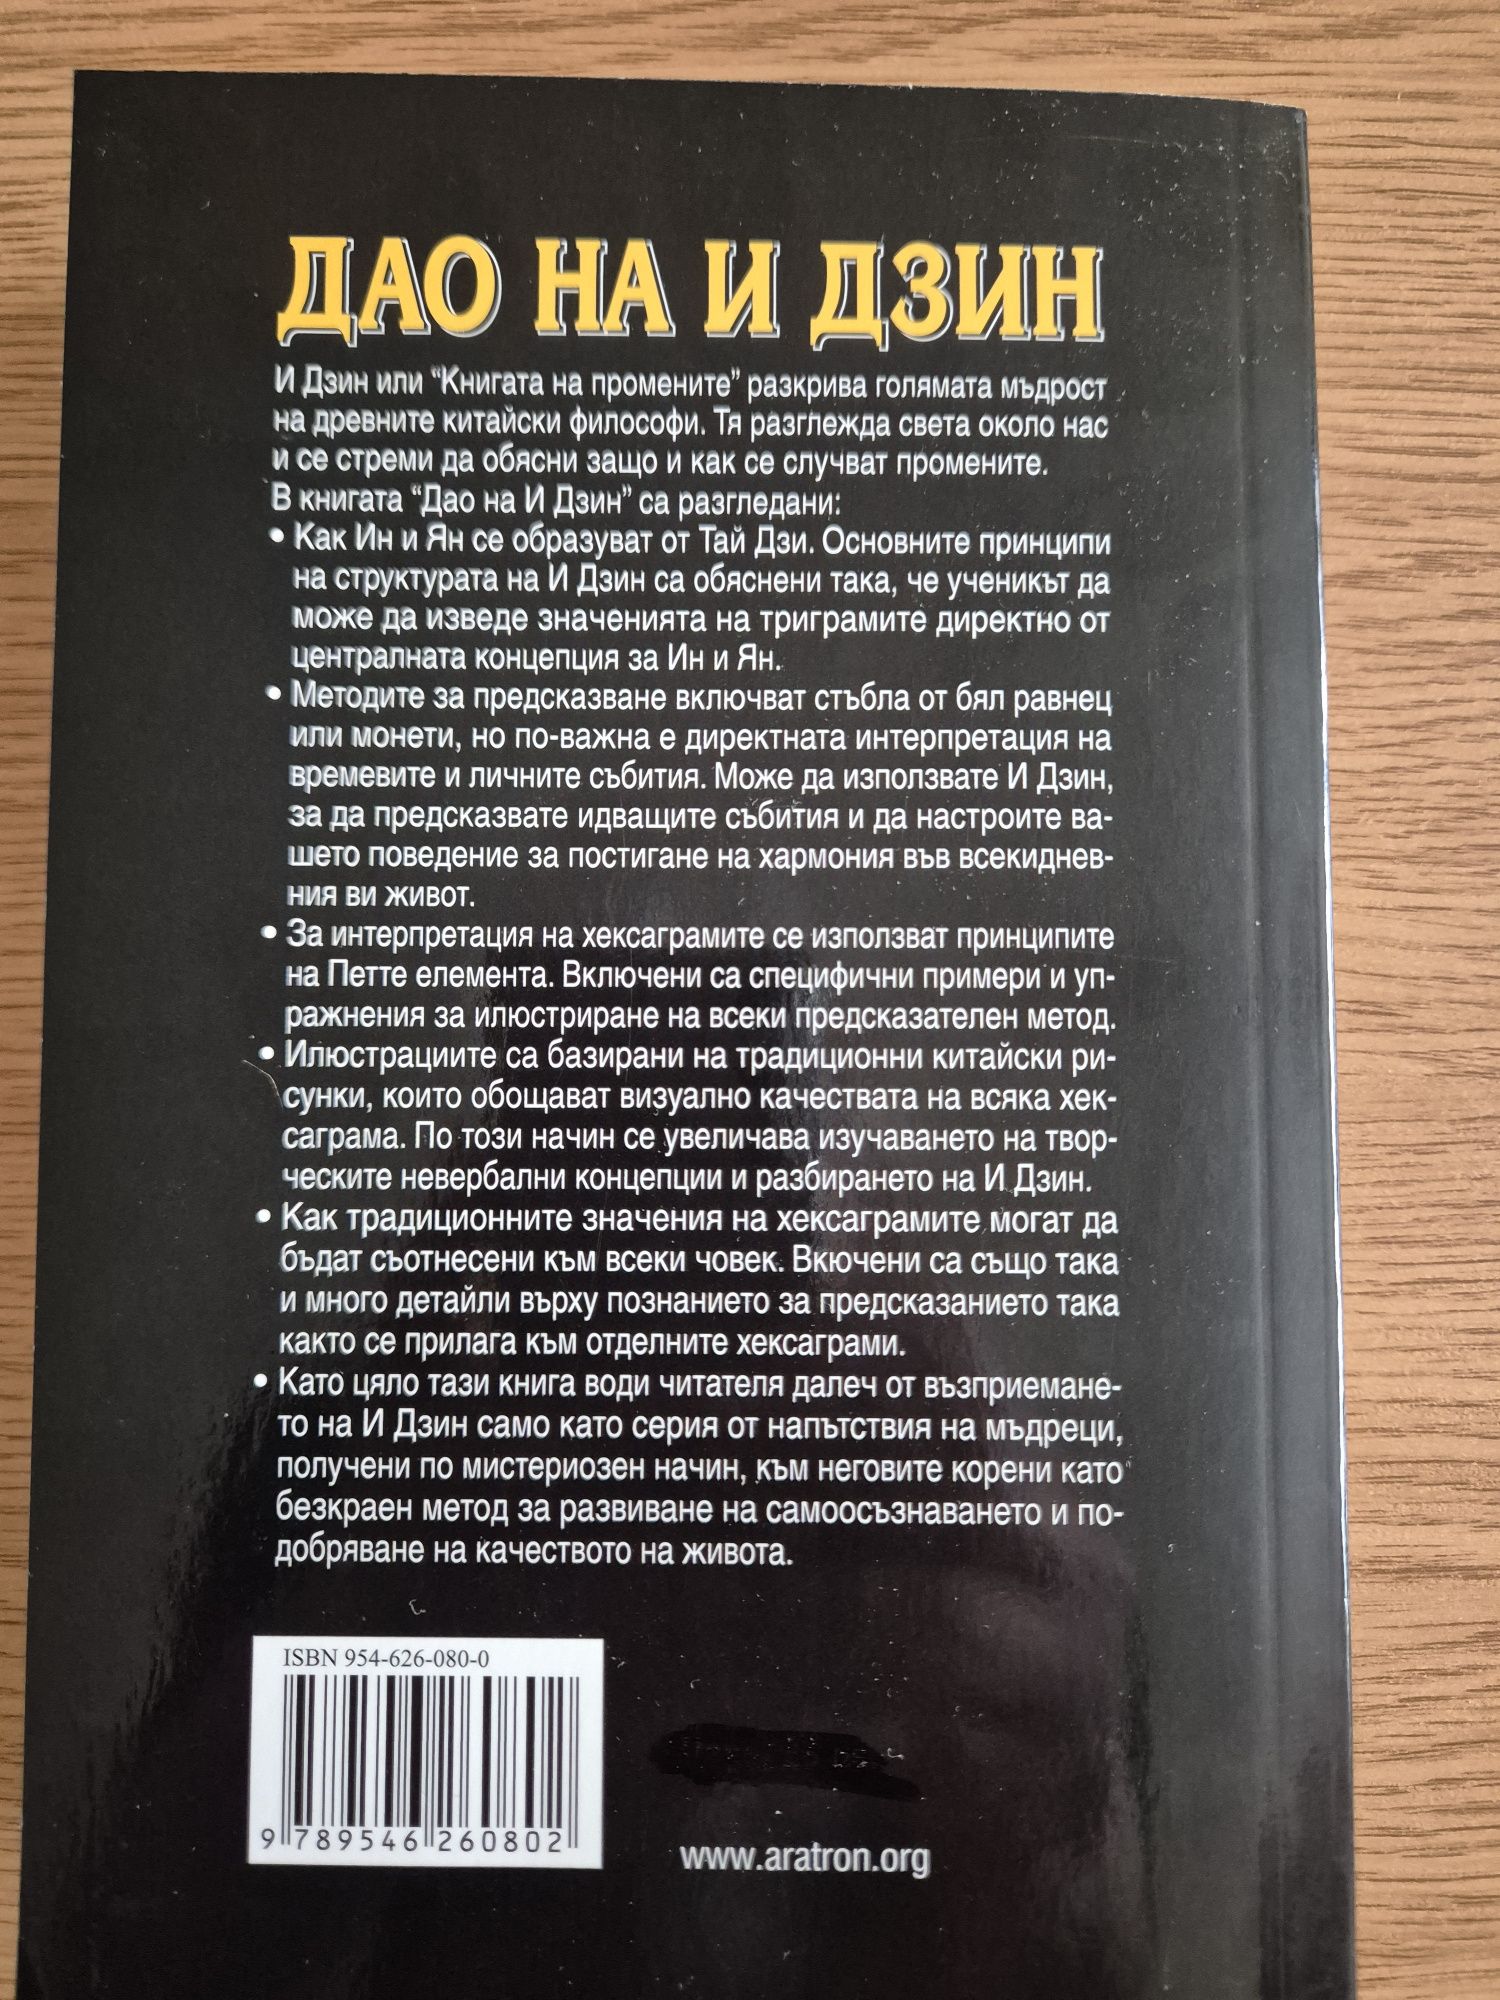 ДАО НА И ДЗИН
И Дзин или “Книгата на промените” разкрива голямата мъдрост
на древните китайски философи. Тя разглежда света около нас
и се стреми да обясни защо и как се случват промените.
В книгата “Дао на И Дзин” са разгледани:
• Как Ин и Ян се образуват от Тай Дзи. Основните принципи
на структурата на И Дзин са обяснени така, че ученикът да
може да изведе значенията на триграмите директно от
централната концепция за Ин и Ян.
• Методите за предсказване включват стъбла от бял равнец
или монети, но по-важна е директната интерпретация на
времевите и личните събития. Може да използвате И Дзин,
за да предсказвате идващите събития и да настроите ва-
шето поведение за постигане на хармония във всекиднев-
ния ви живот.
• За интерпретация на хексаграмите се използват принципите
на Петте елемента. Включени са специфични примери и уп-
ражнения за илюстриране на всеки предсказателен метод.
• Илюстрациите са базирани на традиционни китайски ри-
сунки, които обощават визуално качествата на всяка хек-
саграма. По този начин се увеличава изучаването на твор-
ческите невербални концепции и разбирането на И Дзин.
• Как традиционните значения на хексаграмите могат да
бъдат съотнесени към всеки човек. Вкючени са също така
и много детайли върху познанието за предсказанието така
както се прилага към отделните хексаграми.
• Като цяло тази книга води читателя далеч от възприемане-
то на И Дзин само като серия от напътствия на мъдреци,
получени по мистериозен начин, към неговите корени като
безкраен метод за развиване на самоосъзнаването и по-
добряване на качеството на живота.
ISBN 954-626-080-0
9 789546 260802
www.aratron.org